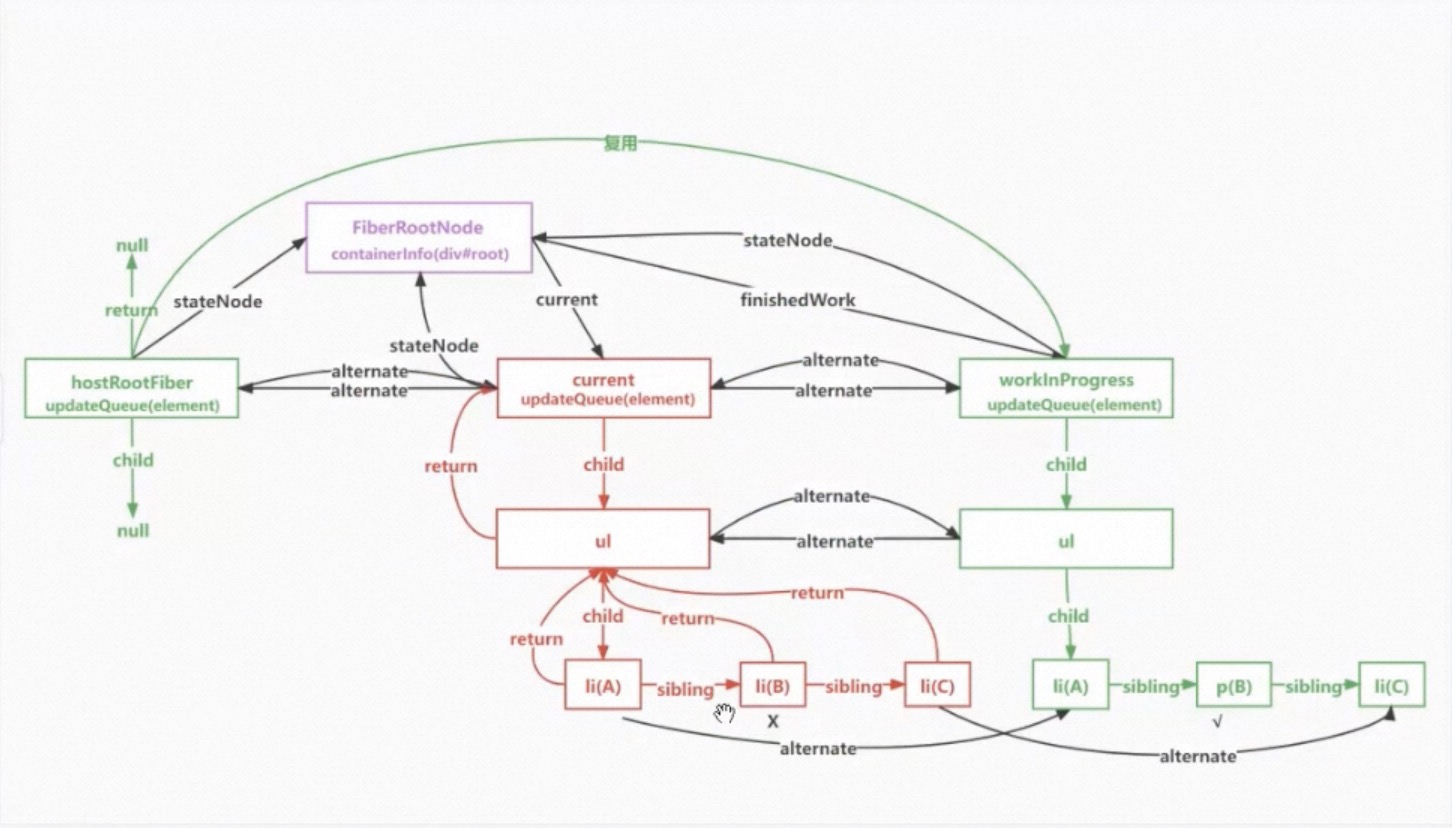 复用
FiberRootNode
containerInfo(div#root)
null
return
stateNode
stateNode
current
stateNode
finishedWork
hostRootFiber
updateQueue(element)
alternate
alternate
current
updateQueue(element)
alternate
alternate
workInProgress
updateQueue(element)
child
null
return
child
child
ul
alternate
alternate
ul
return
child
return
return
child
li(A)
sibling
li(B)
sibling
li(C)
li(A)
sibling
p(B)
sibling
li(C)
X
√
alternate
alternate